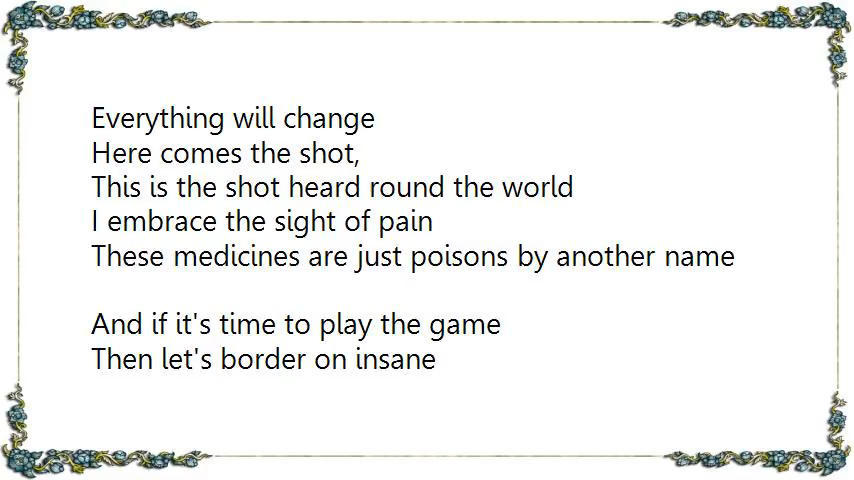 Everything will change
Here comes the shot,
This is the shot heard round the world
I embrace the sight of pain
These medicines are just poisons by another name
And if it's time to play the game
Then let's border on insane